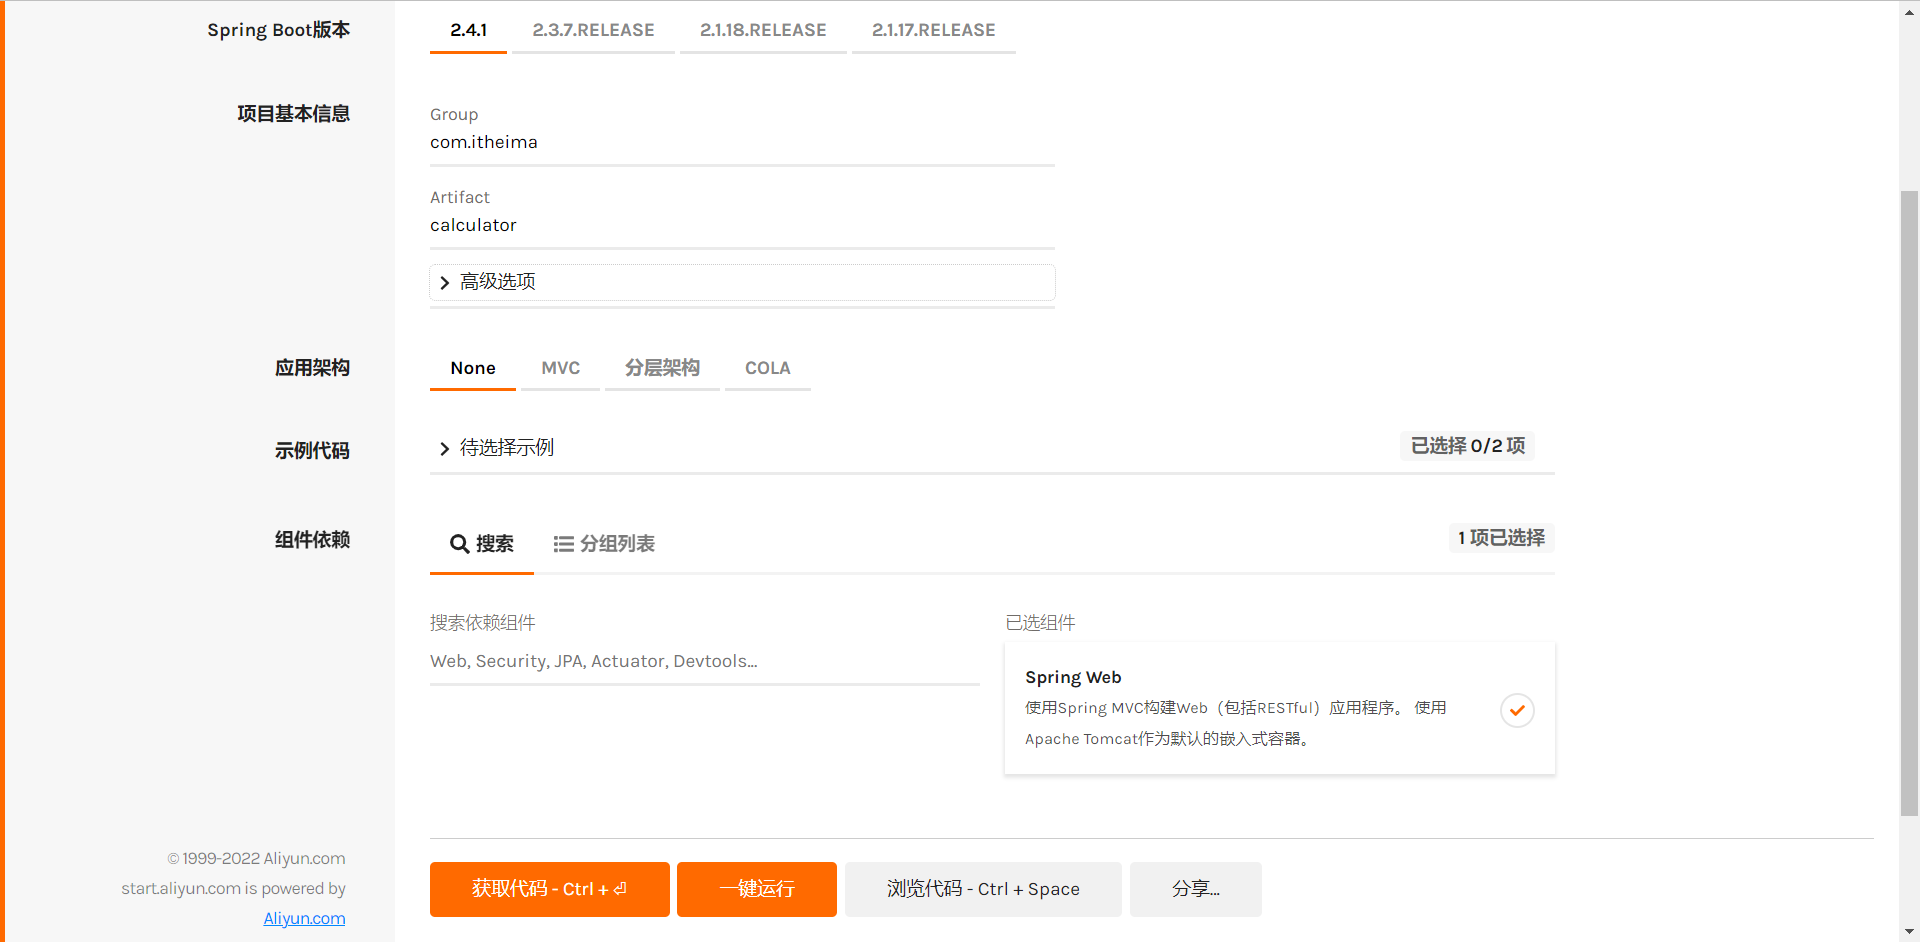 Spring Boot版本
2.4.1
2.3.7.RELEASE
2.1.18.RELEASE
2.1.17.RELEASE
项目基本信息
Group
com.itheima
Artifact
calculator
高级选项
应用架构
None
MVC
分层架构
COLA
示例代码
待选择示例
已选择 0/2 项
组件依赖
搜索
分组列表
1 项已选择
搜索依赖组件
Web, Security, JPA, Actuator, Devtools...
已选组件
Spring Web
使用Spring MVC构建Web（包括RESTful）应用程序。 使用
Apache Tomcat作为默认的嵌入式容器。
© 1999-2022 Aliyun.com
start.aliyun.com is powered by
Aliyun.com
获取代码 - Ctrl + ⏎
一键运行
浏览代码 - Ctrl + Space
分享...